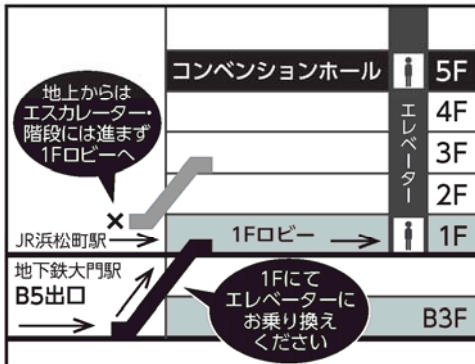 コンベンションホール
5F
地上からは
エスカレーター・
階段には進まず
1Fロビーへ
エレベーター
4F
3F
2F
×
JR浜松町駅
1Fロビー
1F
地下鉄大門駅
B5出口
1Fにて
エレベーターに
お乗り換え
ください
B3F